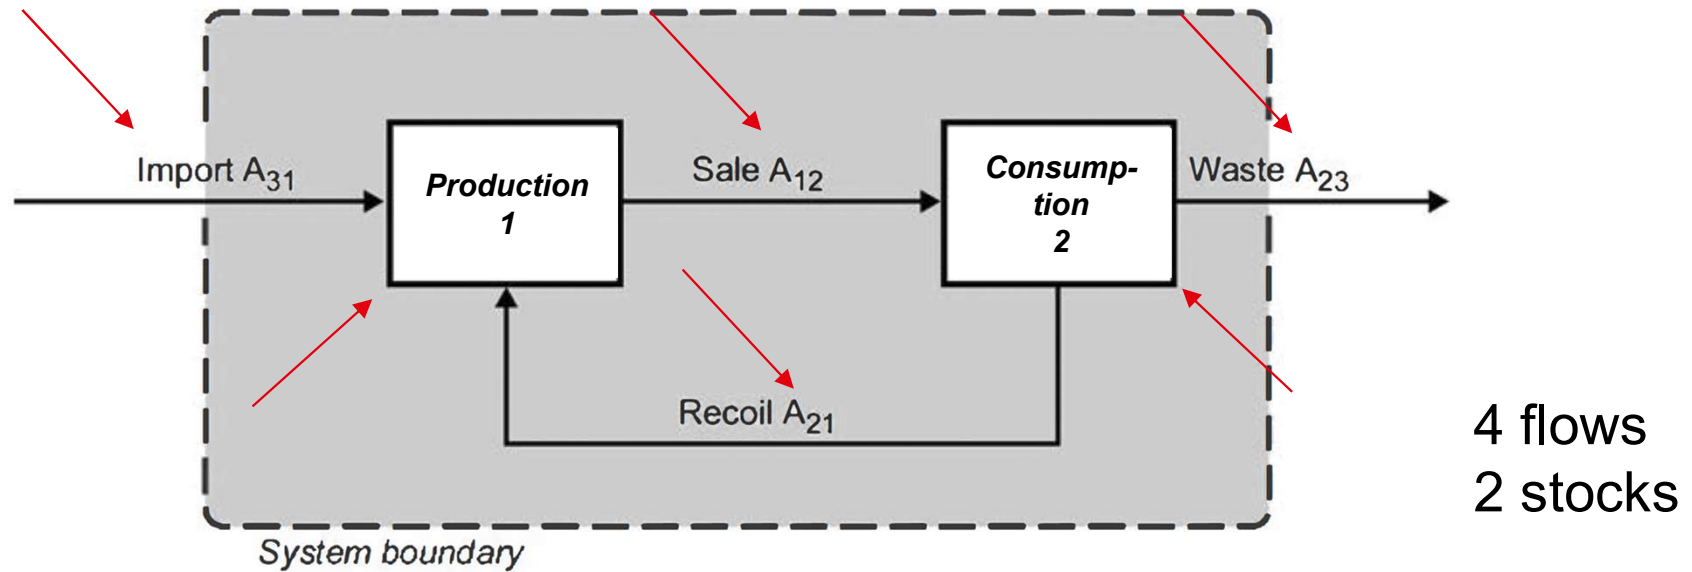 Import A₃₁
Production
1
Sale A₁₂
Consump-
tion
2
Waste A₂₃
Recoil A₂₁
4 flows
2 stocks
System boundary